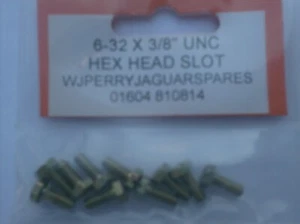 6-32 X 3/8" UNC
HEX HEAD SLOT
WJPERRYJAGUARSPARES
01604 810814